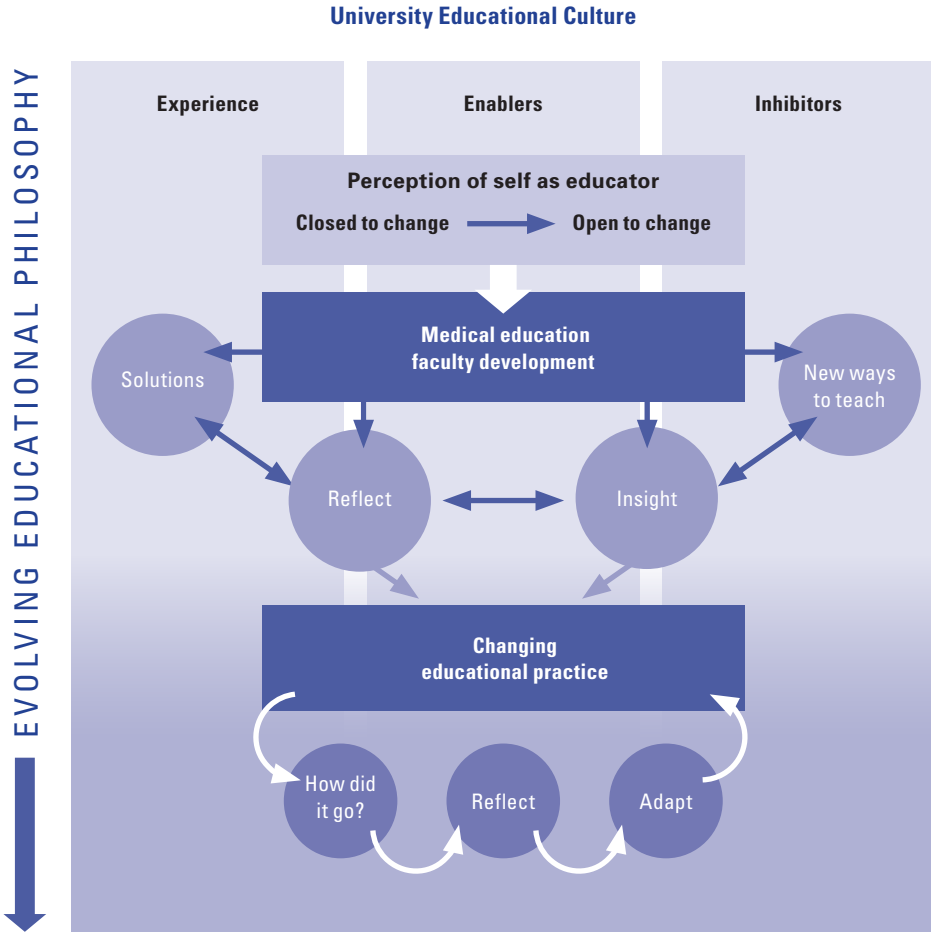 University Educational Culture
EVOLVING EDUCATIONAL PHILOSOPHY
Experience
Enablers
Inhibitors
Perception of self as educator
Closed to change
Open to change
Medical education
faculty development
Solutions
New ways
to teach
Reflect
Insight
Changing
educational practice
How did
it go?
Reflect
Adapt